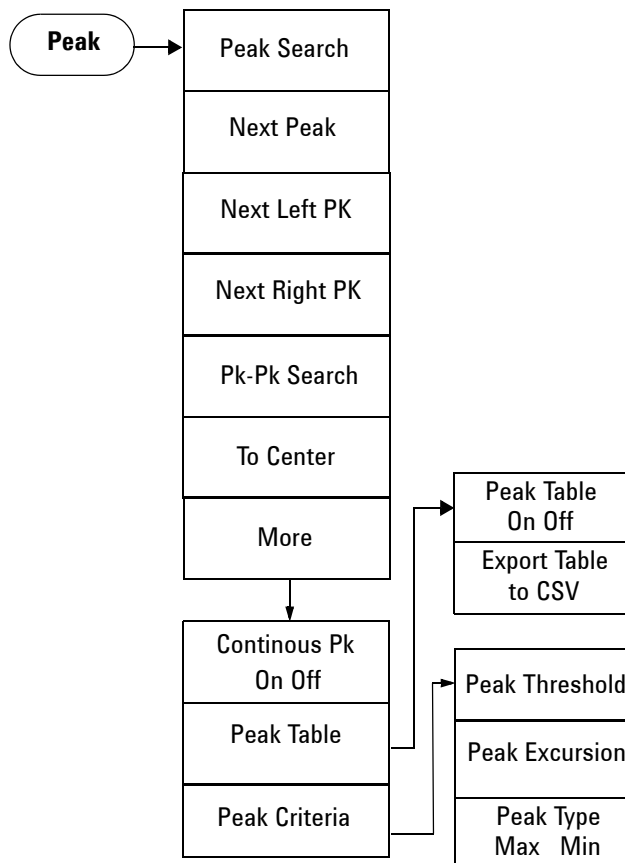 Peak
Peak Search
Next Peak
Next Left PK
Next Right PK
Pk-Pk Search
To Center
More
Continous Pk
On Off
Peak Table
Peak Criteria
Peak Table
On Off
Export Table
to CSV
Peak Threshold
Peak Excursion
Peak Type
Max Min